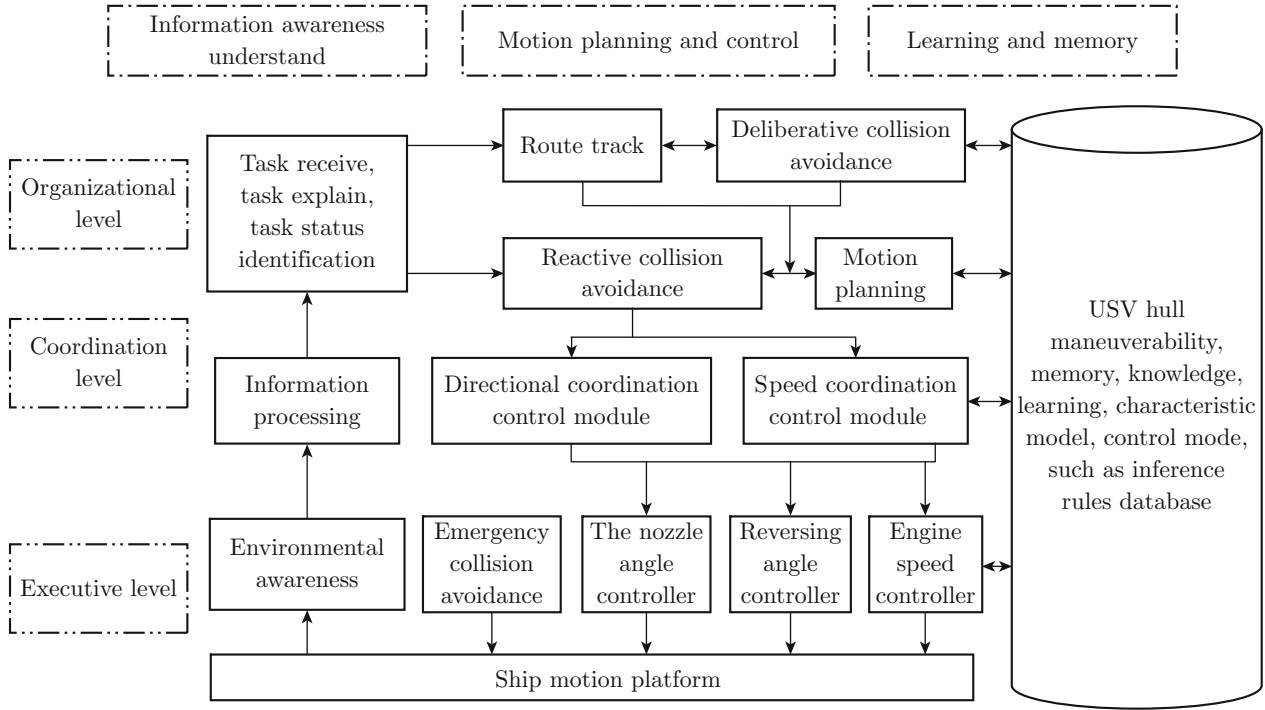 Information awareness
understand
Motion planning and control
Learning and memory
Organizational
level
Task receive,
task explain,
task status
identification
Route track
Deliberative collision
avoidance
Reactive collision
avoidance
Motion
planning
Coordination
level
Information
processing
Directional coordination
control module
Speed coordination
control module
Executive level
Environmental
awareness
Emergency
collision
avoidance
The nozzle
angle
controller
Reversing
angle
controller
Engine
speed
controller
Ship motion platform
USV hull
maneuverability,
memory, knowledge,
learning, characteristic
model, control mode,
such as inference
rules database